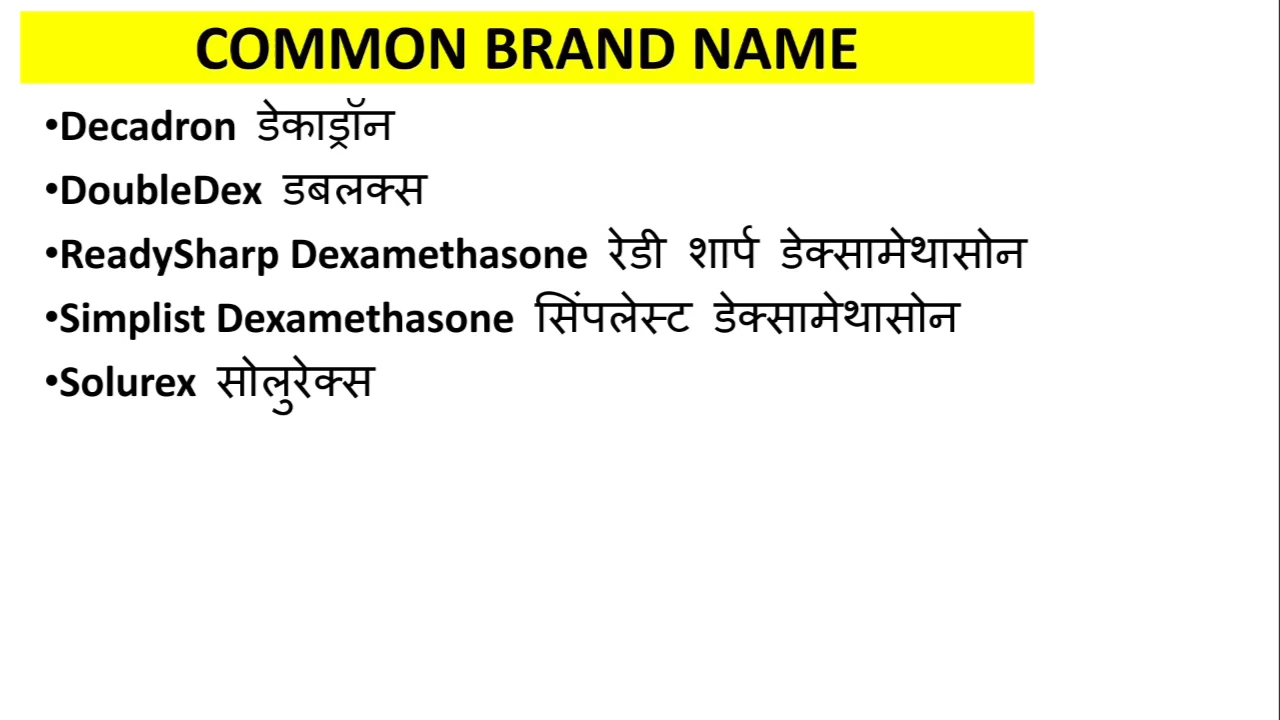 COMMON BRAND NAME
•Decadron डेकाड्रॉन
•DoubleDex डबलक्स
•ReadySharp Dexamethasone रेडी शार्प डेक्सामेथासोन
•Simplist Dexamethasone सिंपलेस्ट डेक्सामेथासोन
•Solurex सोलुरेक्स